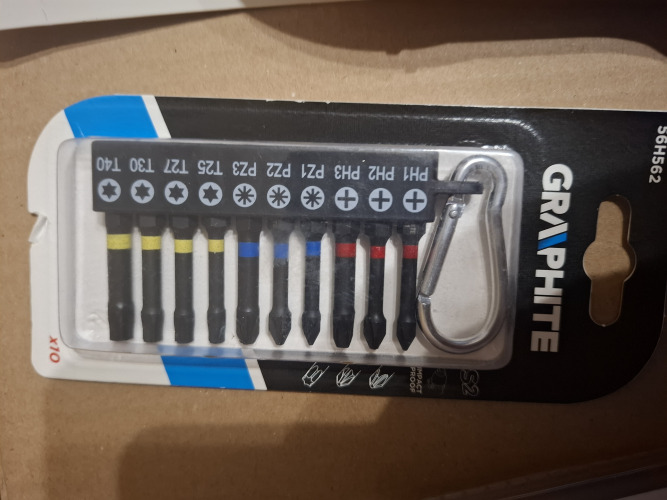 56H562
GRAPHITE
PH1
PH2
PH3
PZ1
PZ2
PZ3
T25
T27
T30
T40
S2
IMPACT
PROOF
x10